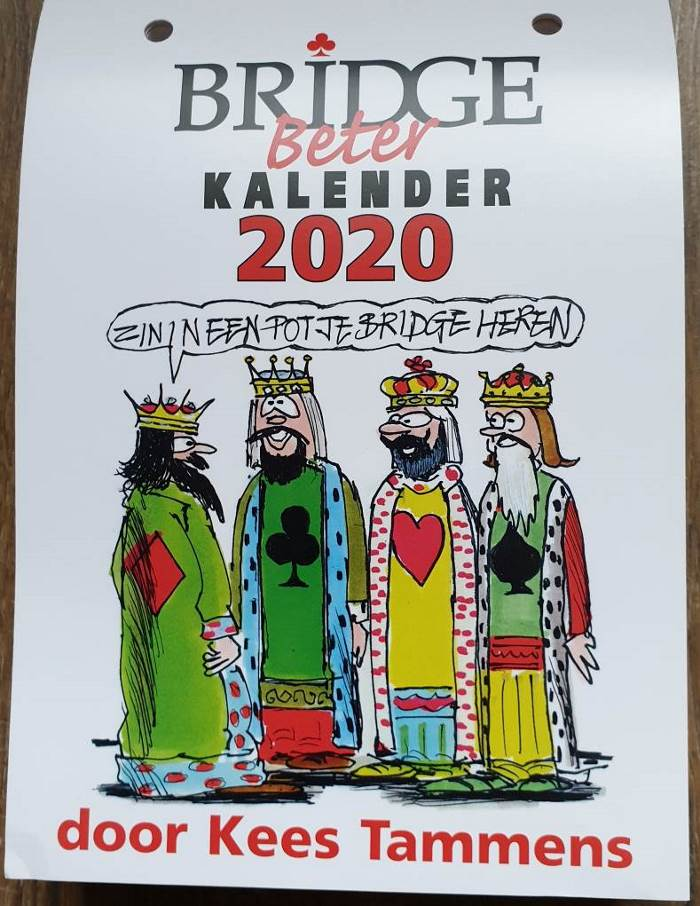 BRIDGE
Beter
KALENDER
2020
ZIN IN EEN POTJE BRIDGE HEREN
door Kees Tammens